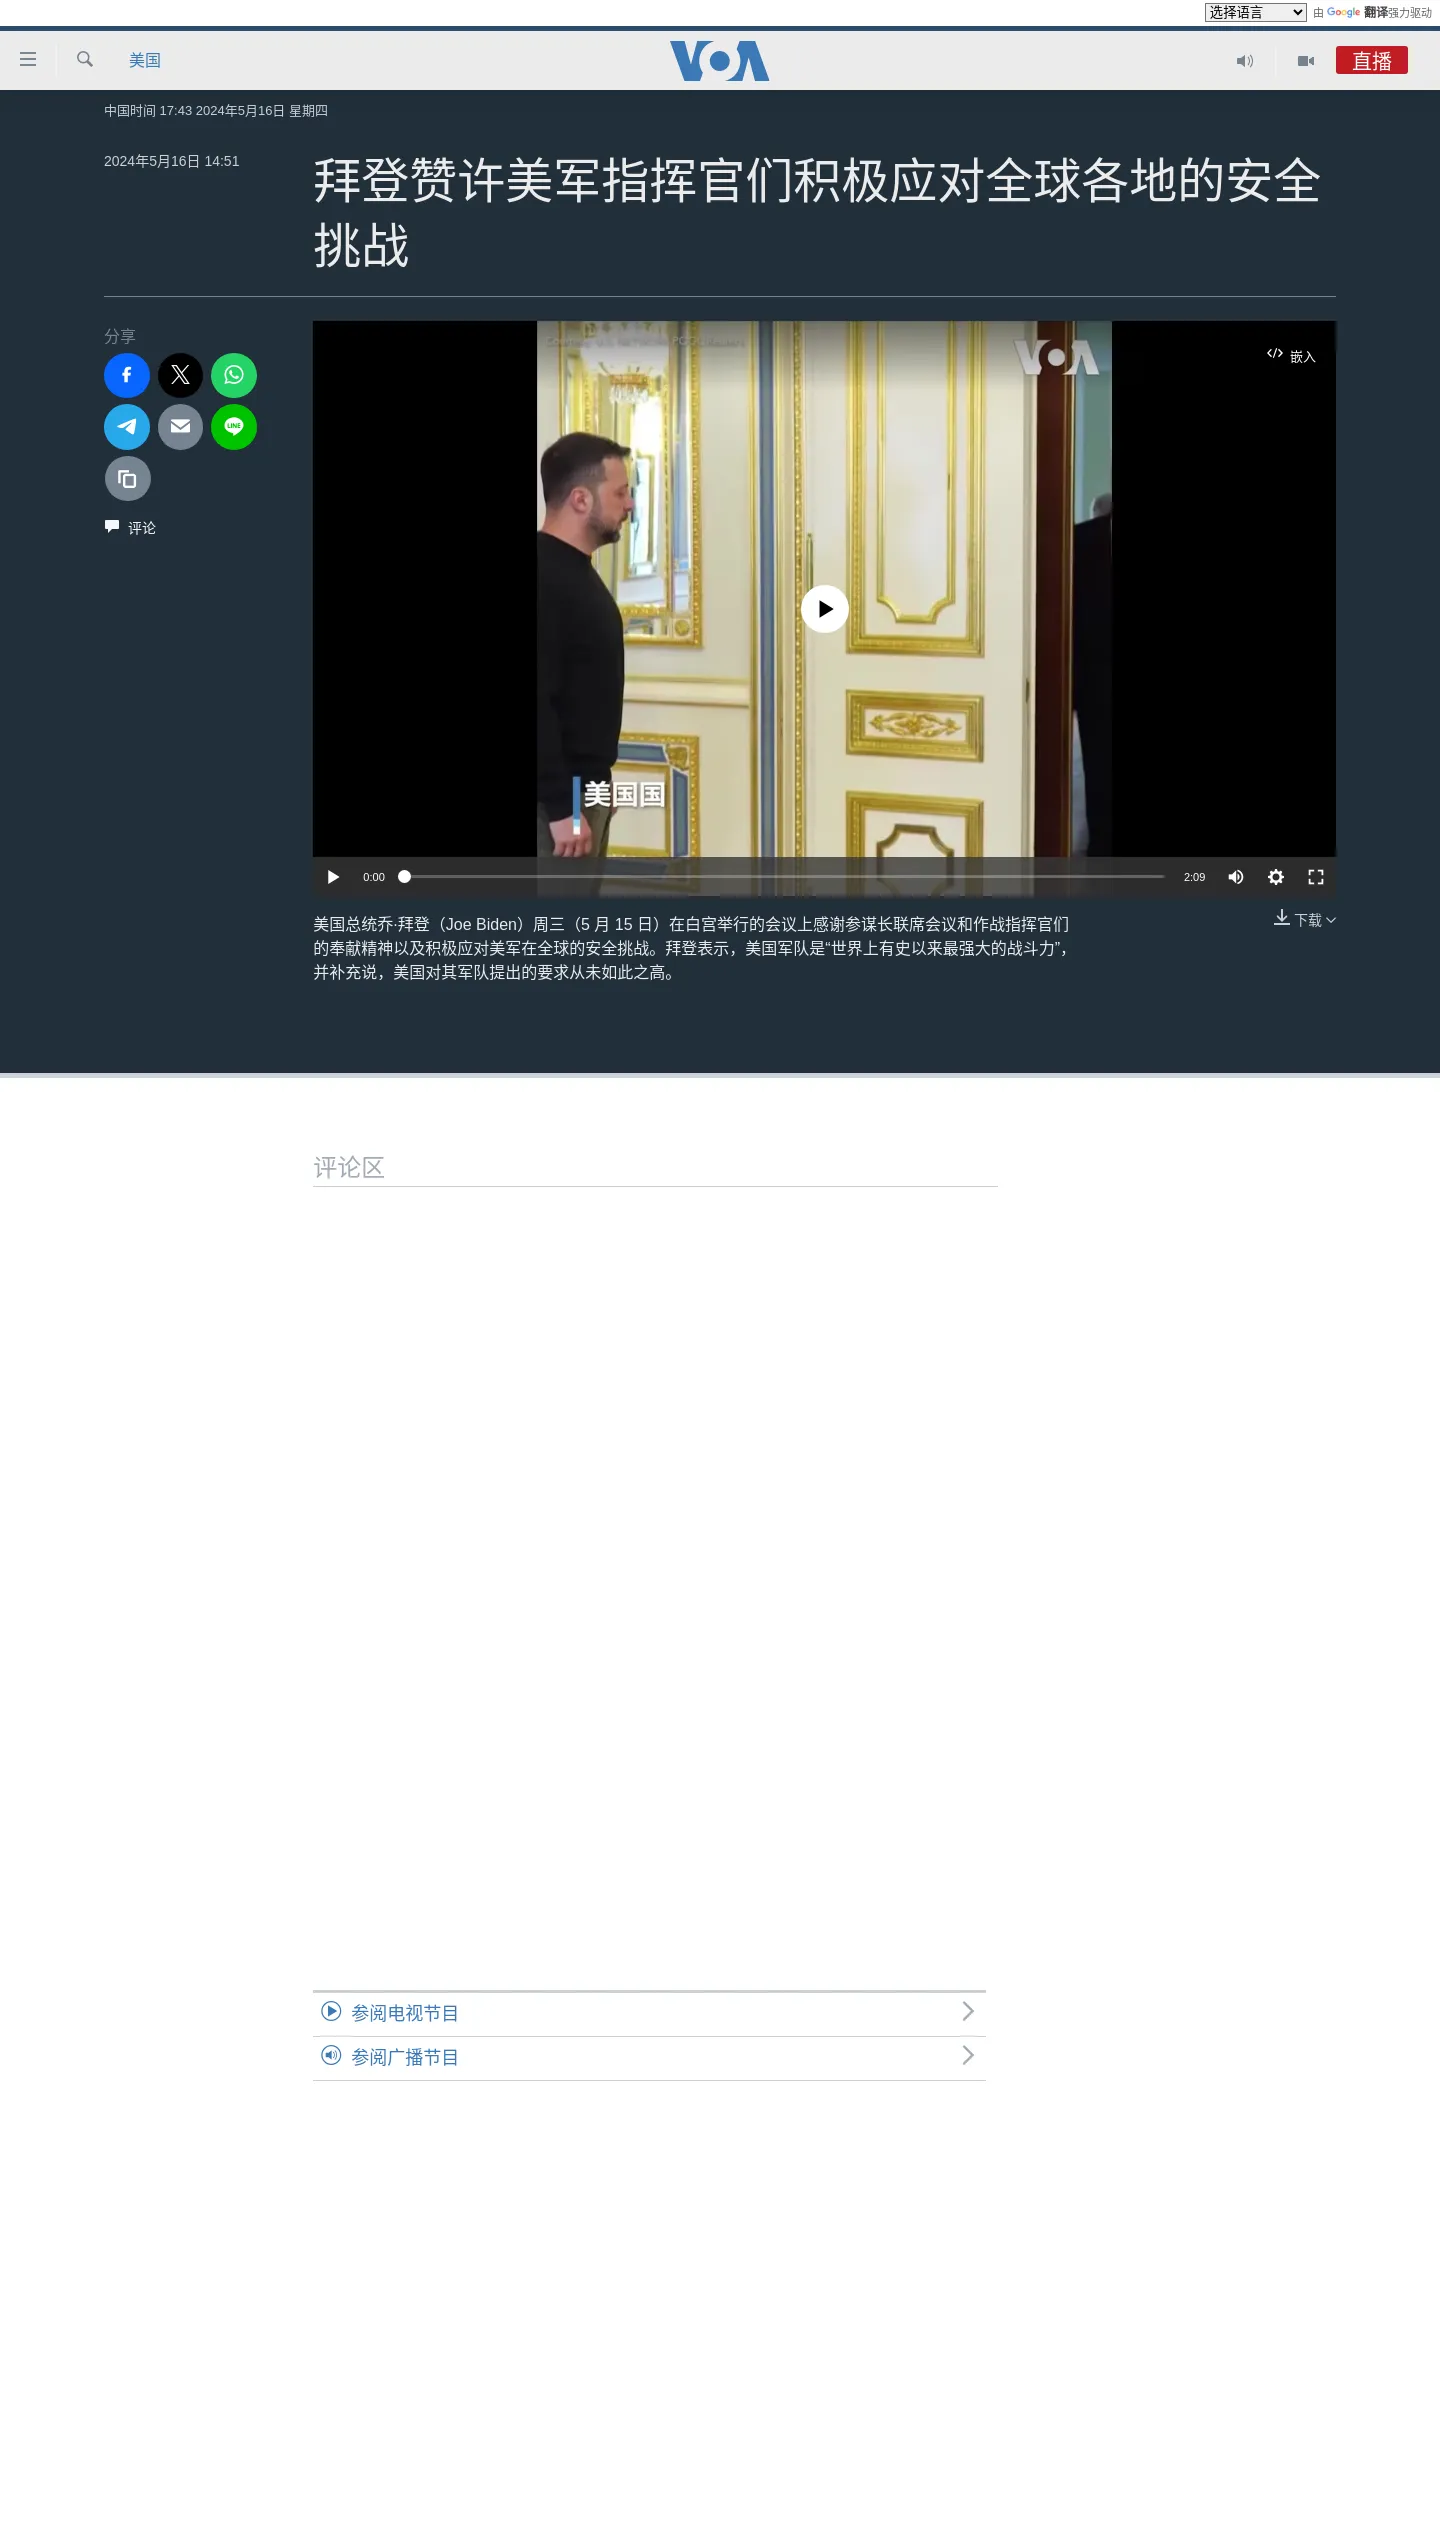 选择语言 由 Google 翻译强力驱动
美国
VOA
直播
中国时间 17:43 2024年5月16日 星期四
2024年5月16日 14:51
拜登赞许美军指挥官们积极应对全球各地的安全
挑战
分享
LINE
评论
VOA
嵌入
美国国
0:00
2:09
美国总统乔·拜登（Joe Biden）周三（5 月 15 日）在白宫举行的会议上感谢参谋长联席会议和作战指挥官们
的奉献精神以及积极应对美军在全球的安全挑战。拜登表示，美国军队是“世界上有史以来最强大的战斗力”，
并补充说，美国对其军队提出的要求从未如此之高。
下载
评论区
参阅电视节目
参阅广播节目